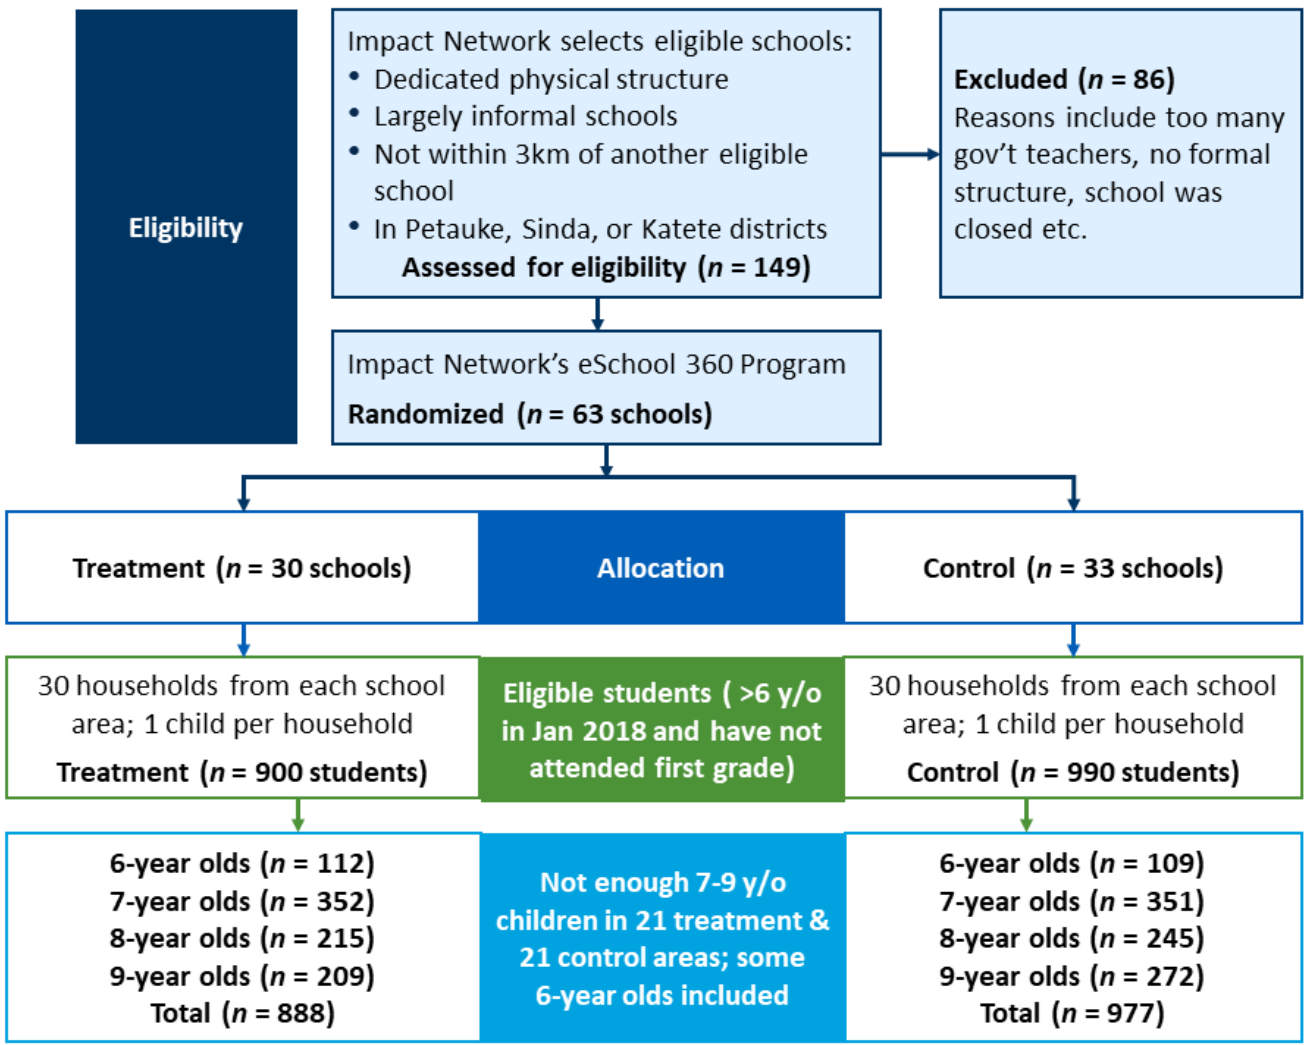 Eligibility
Impact Network selects eligible schools:
• Dedicated physical structure
• Largely informal schools
• Not within 3km of another eligible
school
• In Petauke, Sinda, or Katete districts
Assessed for eligibility (n = 149)
Excluded (n = 86)
Reasons include too many
gov’t teachers, no formal
structure, school was
closed etc.
Impact Network’s eSchool 360 Program
Randomized (n = 63 schools)
Treatment (n = 30 schools)
Allocation
Control (n = 33 schools)
30 households from each school
area; 1 child per household
Treatment (n = 900 students)
Eligible students ( >6 y/o
in Jan 2018 and have not
attended first grade)
30 households from each school
area; 1 child per household
Control (n = 990 students)
6-year olds (n = 112)
7-year olds (n = 352)
8-year olds (n = 215)
9-year olds (n = 209)
Total (n = 888)
Not enough 7-9 y/o
children in 21 treatment &
21 control areas; some
6-year olds included
6-year olds (n = 109)
7-year olds (n = 351)
8-year olds (n = 245)
9-year olds (n = 272)
Total (n = 977)